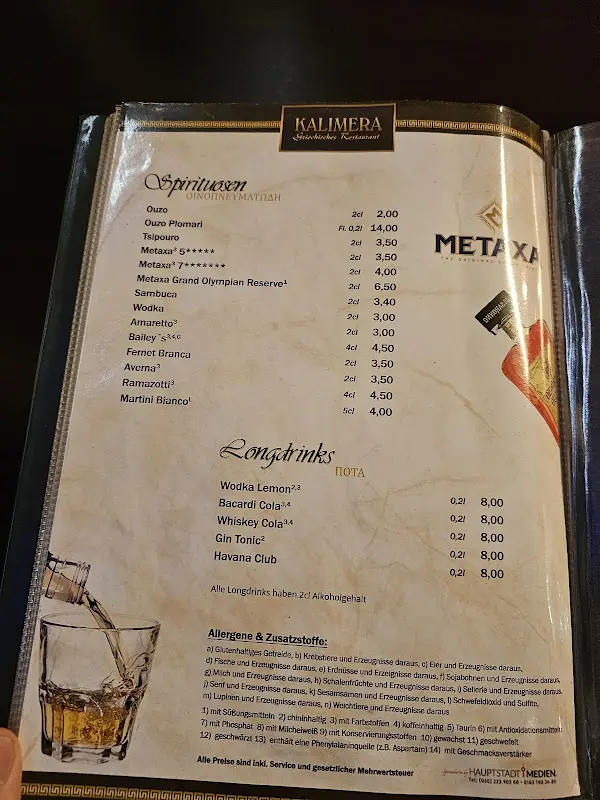 KALIMERA
Griechisches Restaurant
Spirituosen
ΟΙΝΟΠΝΕΥΜΑΤΩΔΗ
Ouzo 2cl 2,00
Ouzo Plomari Fl. 0,2l 14,00
Tsipouro 2cl 3,50
Metaxa³ 5***** 2cl 3,50
Metaxa³ 7******* 2cl 4,00
Metaxa Grand Olympian Reserve¹ 2cl 6,50
Sambuca 2cl 3,40
Wodka 2cl 3,00
Amaretto³ 2cl 3,00
Bailey´s³,⁴,⁶ 4cl 4,50
Fernet Branca 2cl 3,50
Averna³ 2cl 3,50
Ramazotti³ 4cl 4,50
Martini Bianco¹ 5cl 4,00
METAXA
Longdrinks
ΠΟΤΑ
Wodka Lemon²,³ 0,2l 8,00
Bacardi Cola³,⁴ 0,2l 8,00
Whiskey Cola³,⁴ 0,2l 8,00
Gin Tonic² 0,2l 8,00
Havana Club 0,2l 8,00
Alle Longdrinks haben 2cl Alkoholgehalt
Allergene & Zusatzstoffe:
a) Glutenhaltiges Getreide, b) Krebstiere und Erzeugnisse daraus, c) Eier und Erzeugnisse daraus,
d) Fische und Erzeugnisse daraus, e) Erdnüsse und Erzeignisse daraus, f) Sojabohnen und Erzeugnisse daraus
g) Milch und Erzeugnisse daraus, h) Schalenfrüchte und Erzeugnisse daraus, i) Sellerie und Erzeugnisse daraus.
j) Senf und Erzeugnisse daraus, k) Sesamsamen und Erzeugnisse daraus, l) Schwefeldioxid und Sulfite,
m) Lupinen und Erzeugnisse daraus, n) Weichtiere und Erzeugnisse daraus
1) mit Süßungsmitteln 2) chininhaltig 3) mit Farbstoffen 4) koffeinhaltig 5) Taurin 6) mit Antioxidationsmitteln
7) mit Phosphat 8) mit Milcheiweiß 9) mit Konservierungsstoffen 10) gewachst 11) geschwefelt
12) geschwärzt 13) enthält eine Phenylalaninquelle (z.B. Aspartam) 14) mit Geschmacksverstärker
Alle Preise sind inkl. Service und gesetzlicher Mehrwertsteuer
HAUPTSTADT MEDIEN